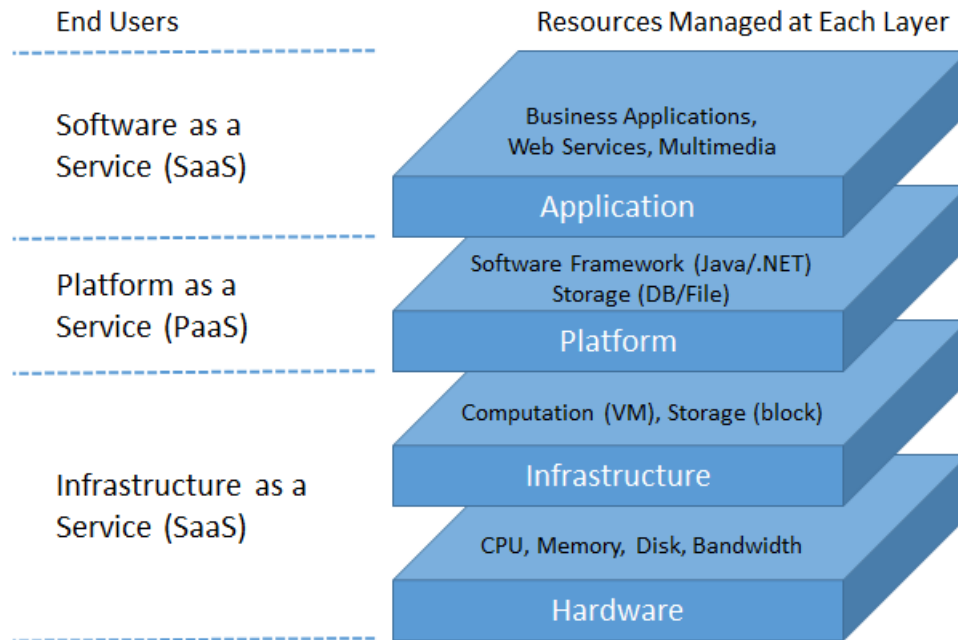 End Users
Resources Managed at Each Layer
Software as a
Service (SaaS)
Business Applications,
Web Services, Multimedia
Application
Platform as a
Service (PaaS)
Software Framework (Java/.NET)
Storage (DB/File)
Platform
Infrastructure as a
Service (SaaS)
Computation (VM), Storage (block)
Infrastructure
CPU, Memory, Disk, Bandwidth
Hardware